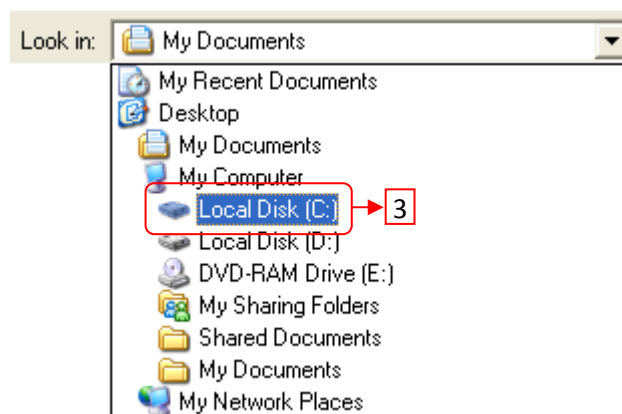 Look in: My Documents
My Recent Documents
Desktop
My Documents
My Computer
Local Disk (C:) 3
Local Disk (D:)
DVD-RAM Drive (E:)
My Sharing Folders
Shared Documents
My Documents
My Network Places